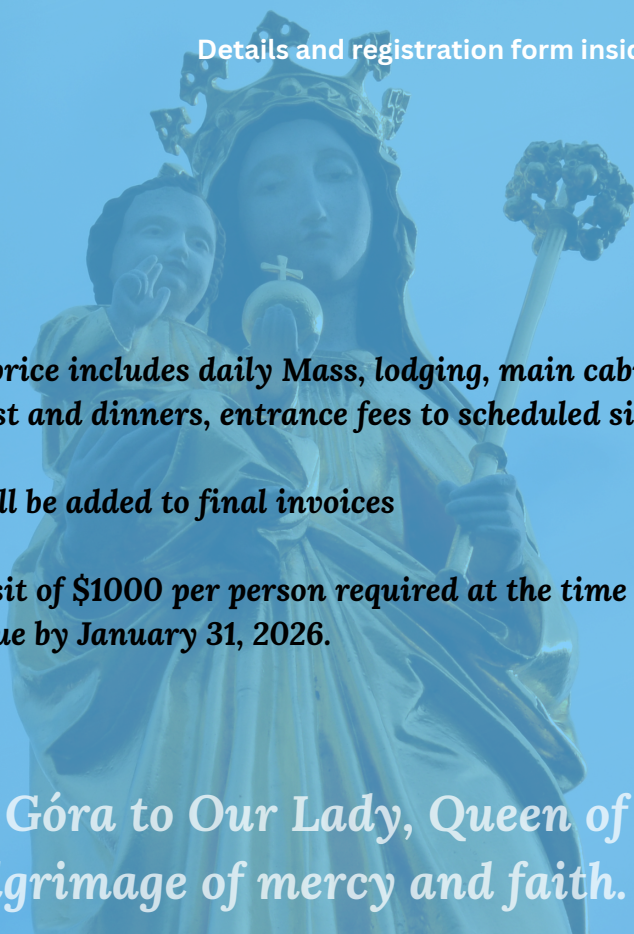 Details and registration form insid
price includes daily Mass, lodging, main cab
st and dinners, entrance fees to scheduled si
ll be added to final invoices
sit of $1000 per person required at the time
ue by January 31, 2026.
Góra to Our Lady, Queen of
lgrimage of mercy and faith.